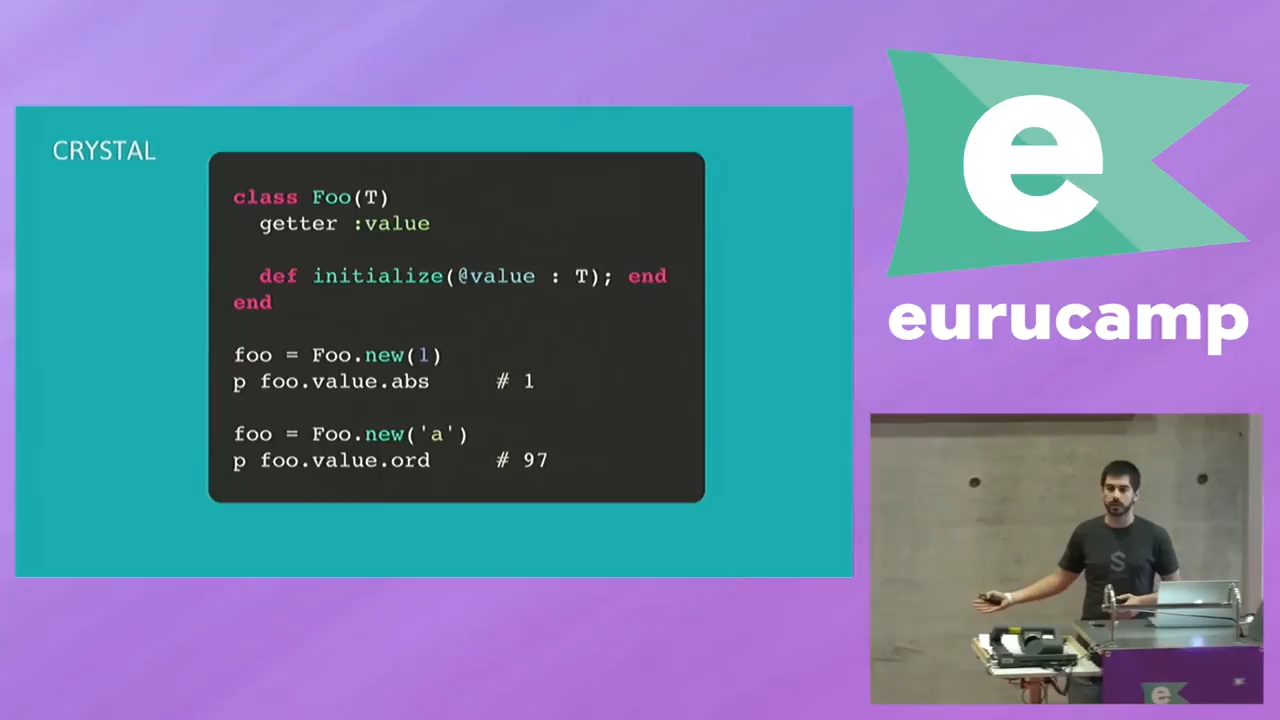 CRYSTAL
class Foo(T)
  getter :value
  def initialize(@value : T); end
end
foo = Foo.new(1)
p foo.value.abs     # 1
foo = Foo.new('a')
p foo.value.ord     # 97
e
eurucamp
S
e